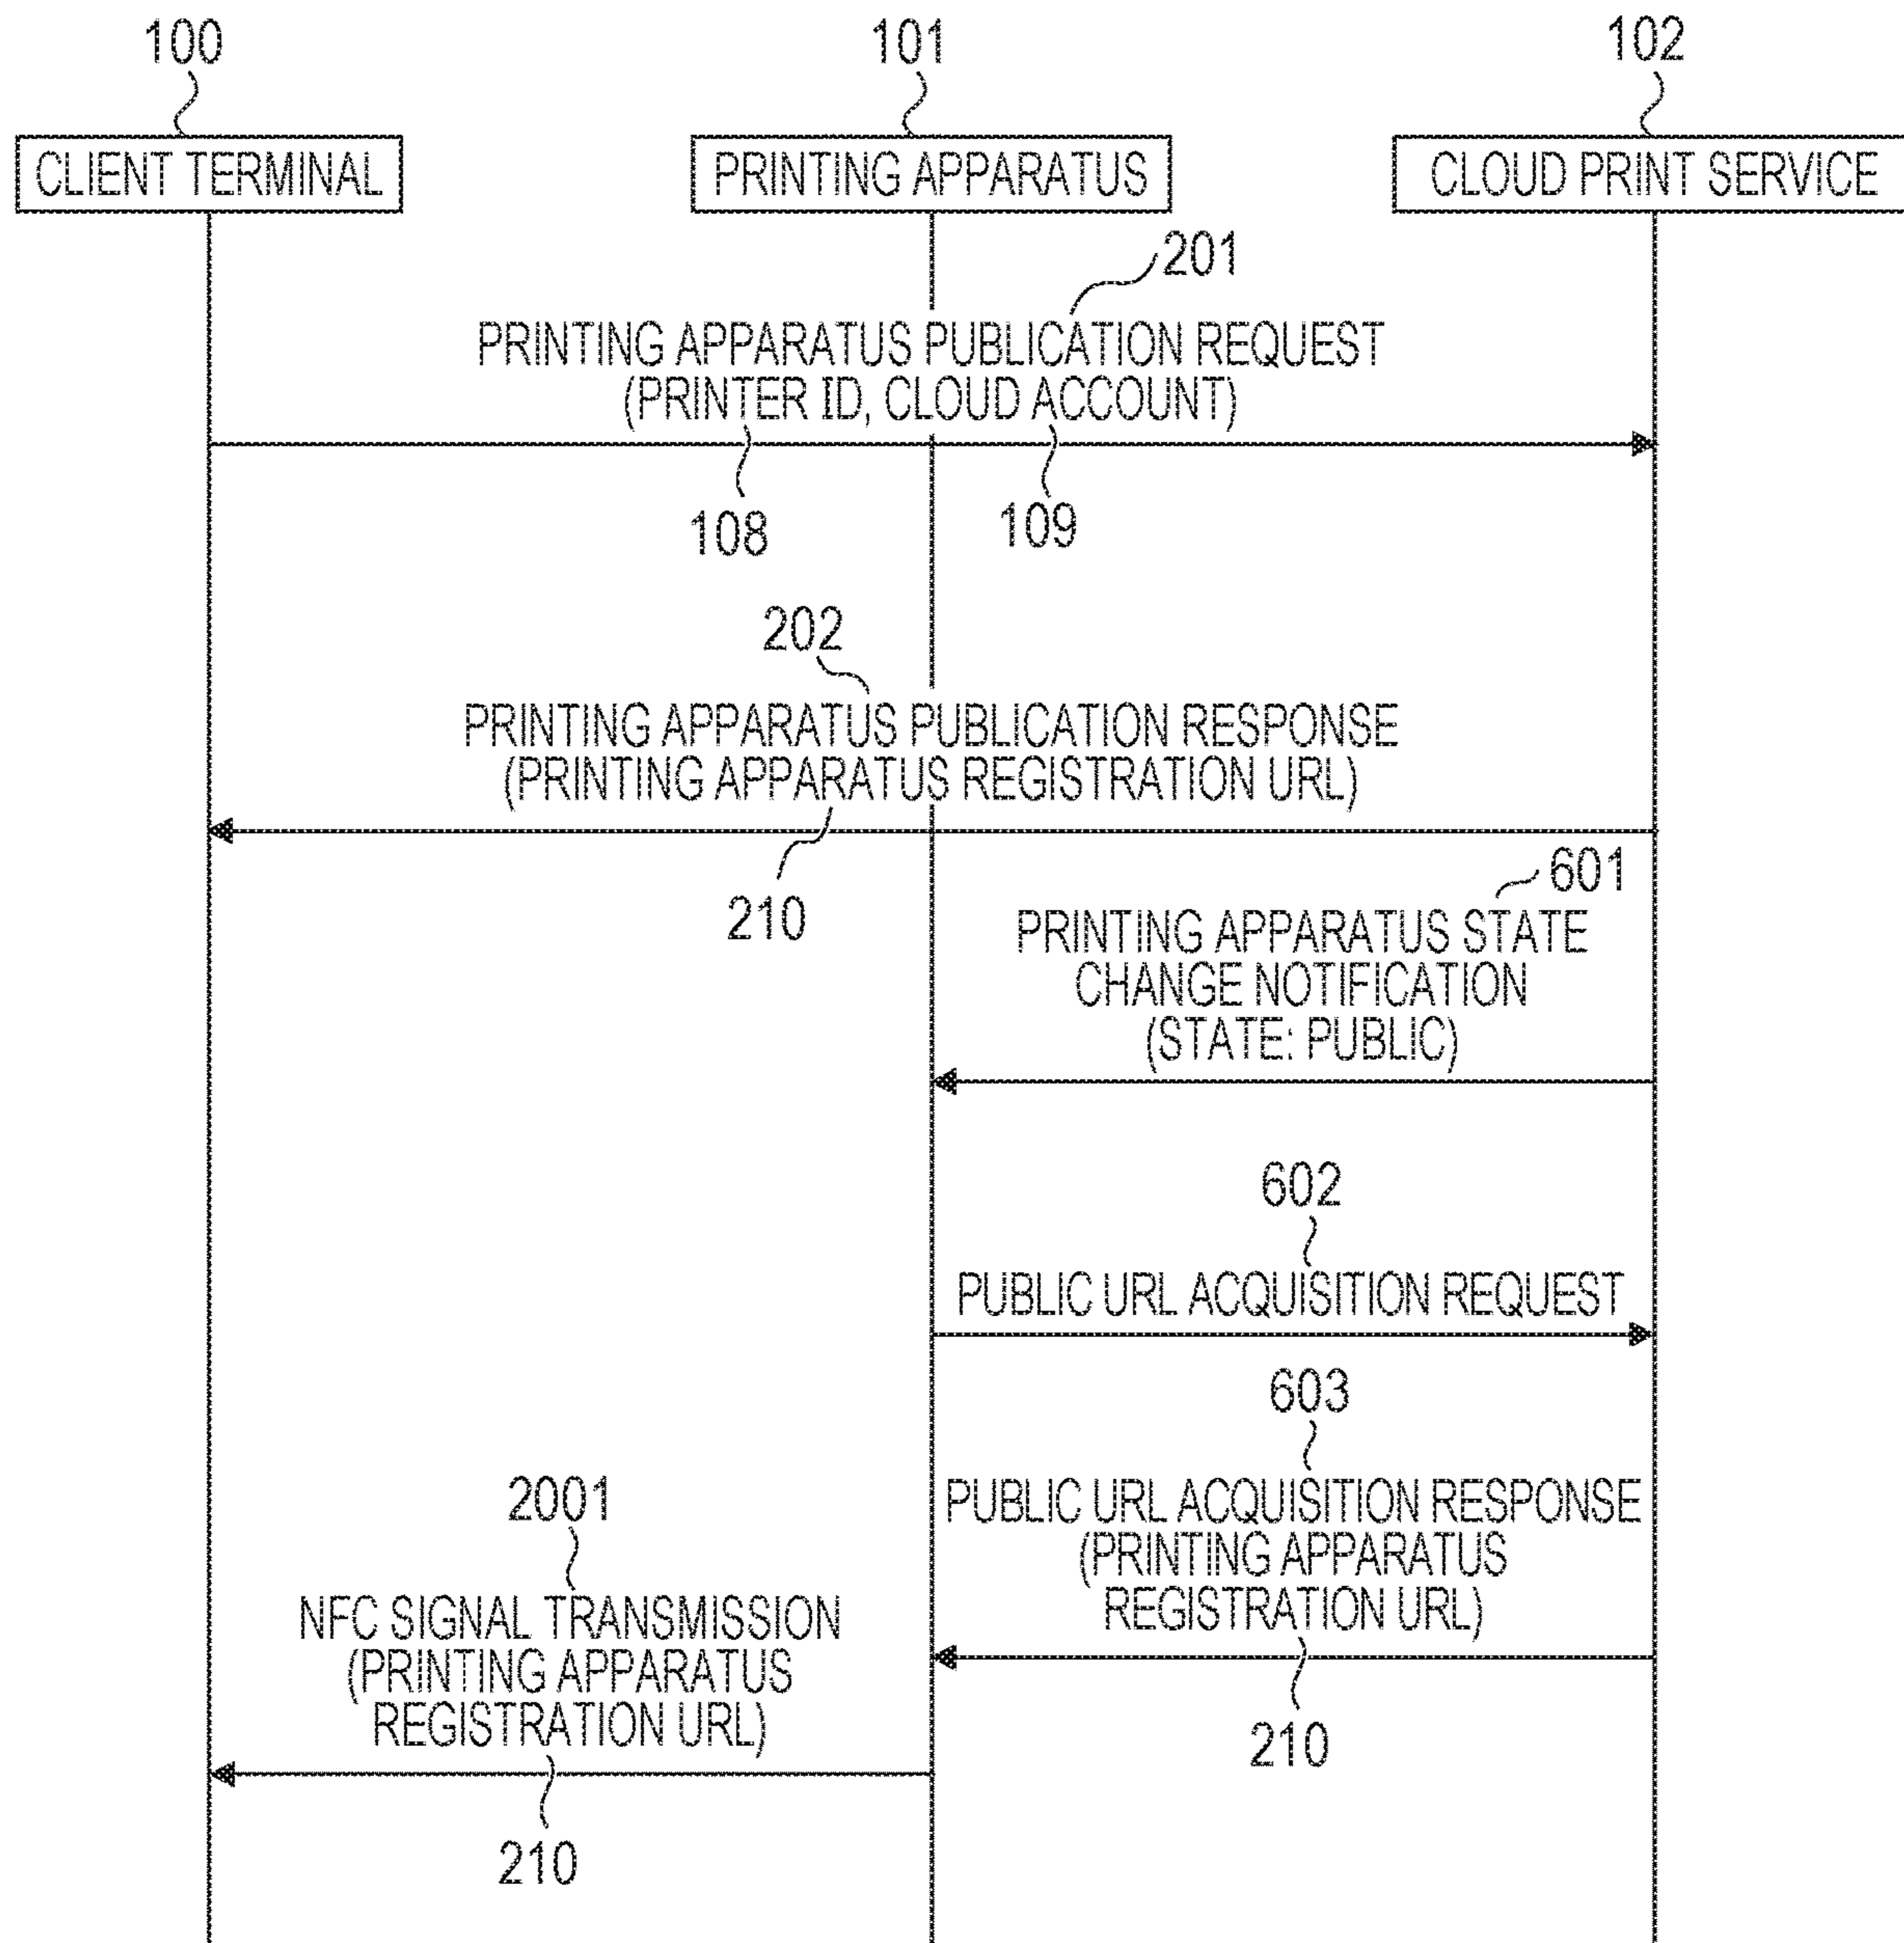 100
101
102
CLIENT TERMINAL
PRINTING APPARATUS
CLOUD PRINT SERVICE
201
PRINTING APPARATUS PUBLICATION REQUEST
(PRINTER ID, CLOUD ACCOUNT)
108
109
202
PRINTING APPARATUS PUBLICATION RESPONSE
(PRINTING APPARATUS REGISTRATION URL)
210
601
PRINTING APPARATUS STATE
CHANGE NOTIFICATION
(STATE: PUBLIC)
602
PUBLIC URL ACQUISITION REQUEST
603
PUBLIC URL ACQUISITION RESPONSE
(PRINTING APPARATUS
REGISTRATION URL)
210
2001
NFC SIGNAL TRANSMISSION
(PRINTING APPARATUS
REGISTRATION URL)
210